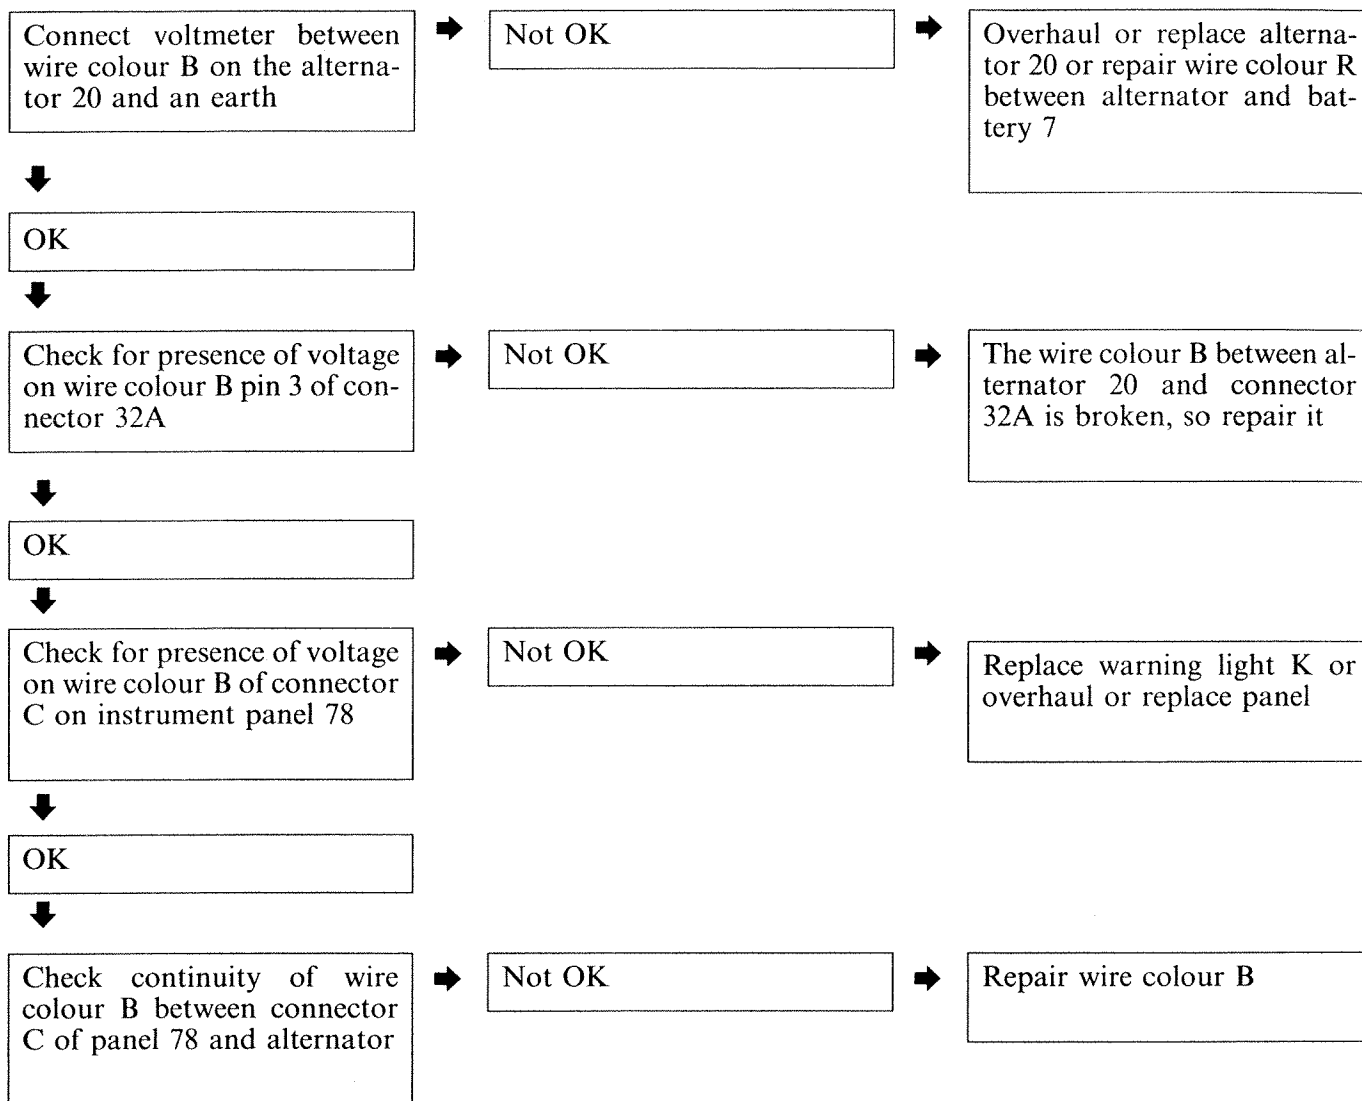 Connect voltmeter between
wire colour B on the alterna-
tor 20 and an earth
Not OK
Overhaul or replace alterna-
tor 20 or repair wire colour R
between alternator and bat-
tery 7
OK
Check for presence of voltage
on wire colour B pin 3 of con-
nector 32A
Not OK
The wire colour B between al-
ternator 20 and connector
32A is broken, so repair it
OK
Check for presence of voltage
on wire colour B of connector
C on instrument panel 78
Not OK
Replace warning light K or
overhaul or replace panel
OK
Check continuity of wire
colour B between connector
C of panel 78 and alternator
Not OK
Repair wire colour B